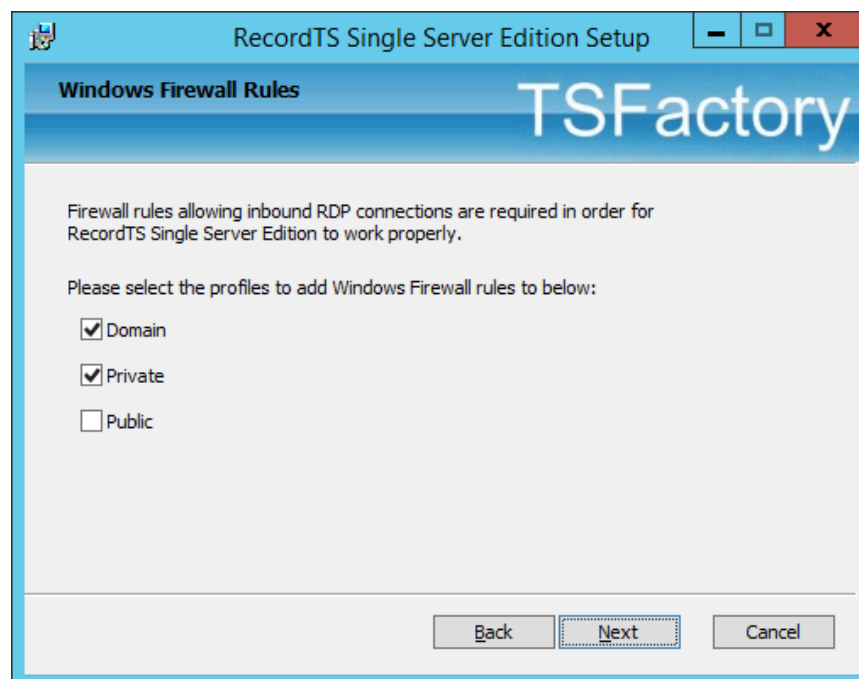 RecordTS Single Server Edition Setup
Windows Firewall Rules
TSFactory
Firewall rules allowing inbound RDP connections are required in order for
RecordTS Single Server Edition to work properly.
Please select the profiles to add Windows Firewall rules to below:
Domain
Private
Public
Back Next Cancel